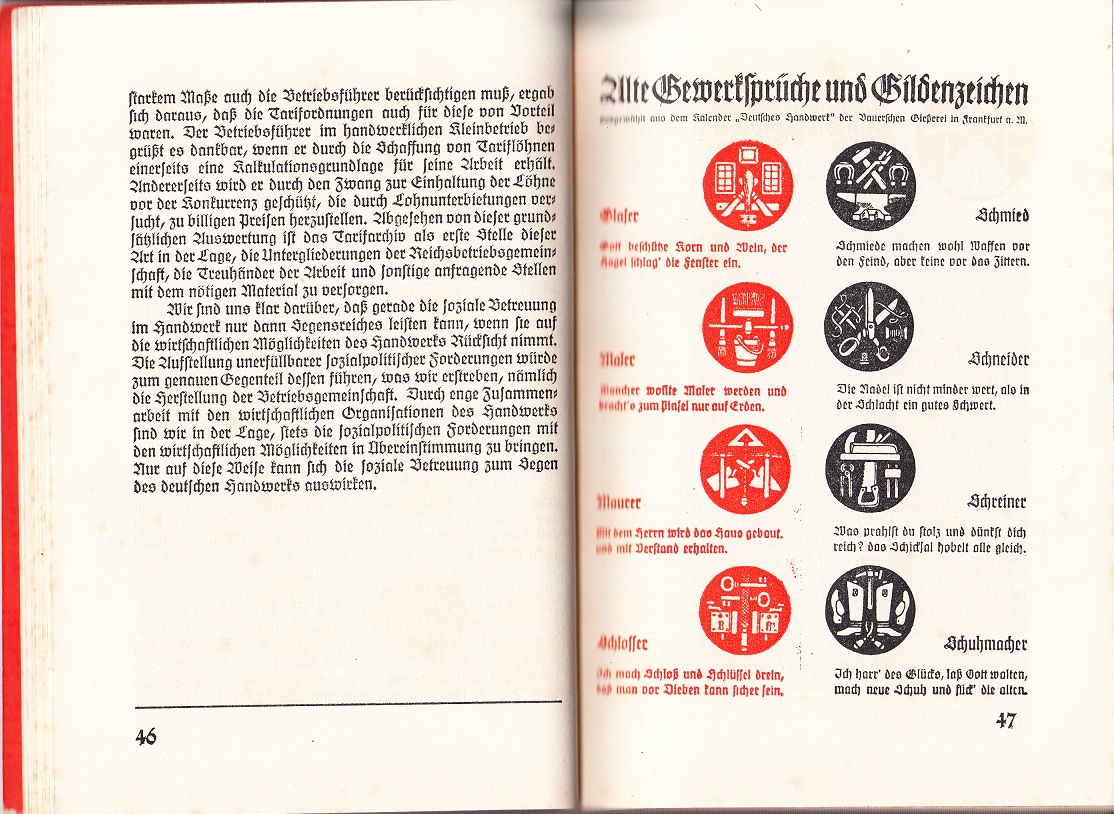 starkem Maße auch die Betriebsführer berücksichtigen muß, ergab
sich daraus, daß die Tarifordnungen auch für diese von Vorteil
waren. Der Betriebsführer im handwerklichen Kleinbetrieb be-
grüßt es dankbar, wenn er durch die Schaffung von Tariflöhnen
einerseits eine Kalkulationsgrundlage für seine Arbeit erhält.
Andererseits wird er durch den Zwang zur Einhaltung der Löhne
vor der Konkurrenz geschützt, die durch Lohnunterbietungen ver-
sucht, zu billigen Preisen herzustellen. Abgesehen von dieser grund-
sätzlichen Auswertung ist das Tarifarchiv als erste Stelle dieser
Art in der Lage, die Untergliederungen der Reichsbetriebsgemein-
schaft, die Treuhänder der Arbeit und sonstige anfragende Stellen
mit dem nötigen Material zu versorgen.
Wir sind uns klar darüber, daß gerade die soziale Betreuung
im Handwerk nur dann Segensreiches leisten kann, wenn sie auf
die wirtschaftlichen Möglichkeiten des Handwerks Rücksicht nimmt.
Die Aufstellung unerfüllbarer sozialpolitischer Forderungen würde
zum genauen Gegenteil dessen führen, was wir erstreben, nämlich
die Herstellung der Betriebsgemeinschaft. Durch enge Zusammen-
arbeit mit den wirtschaftlichen Organisationen des Handwerks
sind wir in der Lage, stets die sozialpolitischen Forderungen mit
den wirtschaftlichen Möglichkeiten in Übereinstimmung zu bringen.
Nur auf diese Weise kann sich die soziale Betreuung zum Segen
des deutschen Handwerks auswirken.
46
Alte Gewerksprüche und Gildenzeichen
ausgewählt aus dem Kalender „Deutsches Handwerk“ der Bauerschen Gießerei in Frankfurt a. M.
Glaser
Gott beschütze Korn und Wein, der
Hagel schlag' die Fenster ein.
Schmied
Schmiede machen wohl Waffen vor
den Feind, aber keine vor das Zittern.
Maler
Mancher wollte Maler werden und
bracht's zum Pinsel nur auf Erden.
Schneider
Die Nadel ist nicht minder wert, als in
der Schlacht ein gutes Schwert.
Maurer
Mit dem Herrn wird das Haus gebaut.
und mit Verstand erhalten.
Schreiner
Was prahlst du stolz und dünkst dich
reich? das Schicksal hobelt alle gleich.
Schlosser
Ich mach Schloß und Schlüssel drein,
daß man vor Dieben kann sicher sein.
Schuhmacher
Ich harr' des Glücks, laß Gott walten,
mach neue Schuh und flick' die alten.
47